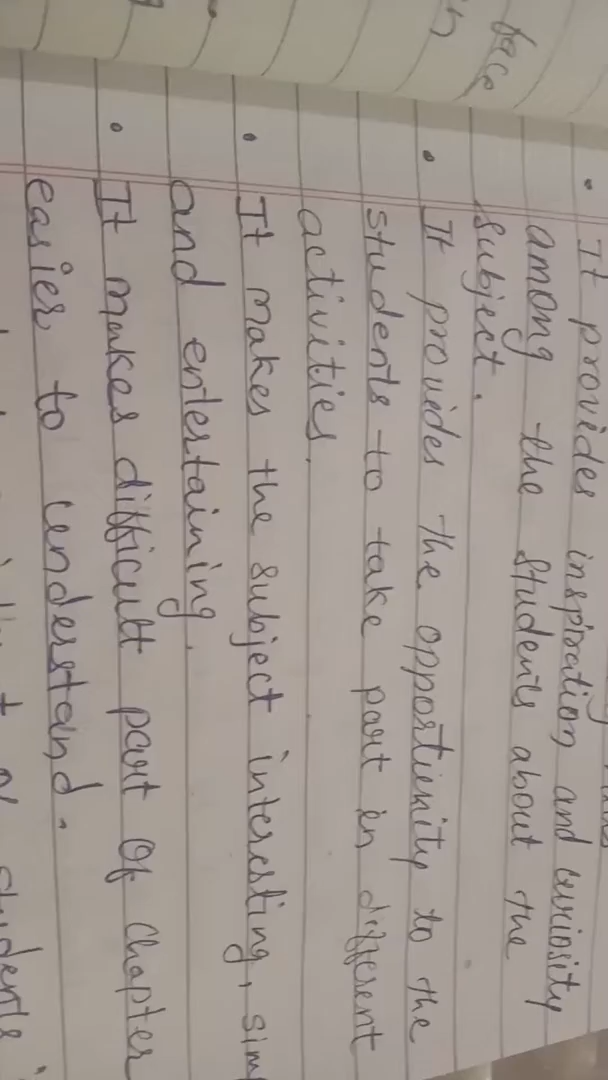 • It provides inspiration and curiosity
among the students about the
subject.
• It provides the opportunity to the
students to take part in different
activities.
• It makes the subject interesting, sim
and entertaining.
• It makes difficult part of chapter
easier to understand.
students
face